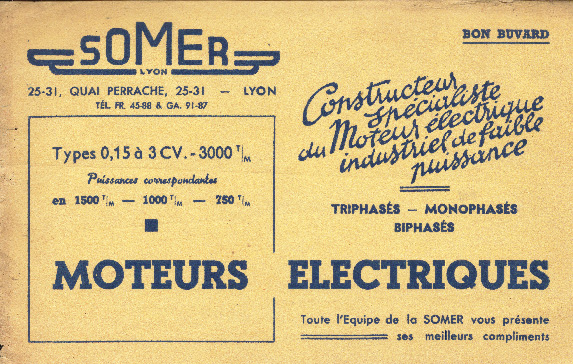 SOMER
LYON
25-31, QUAI PERRACHE, 25-31 — LYON
TÉL. FR. 45-88 & GA. 91-87
Types 0,15 à 3 CV. - 3000 T/M
Puissances correspondantes
en 1500 T/M — 1000 T/M — 750 T/M
BON BUVARD
Constructeur
spécialiste
du Moteur électrique
industriel de faible
puissance
TRIPHASÉS — MONOPHASÉS
BIPHASÉS
MOTEURS ELECTRIQUES
Toute l'Equipe de la SOMER vous présente
ses meilleurs compliments